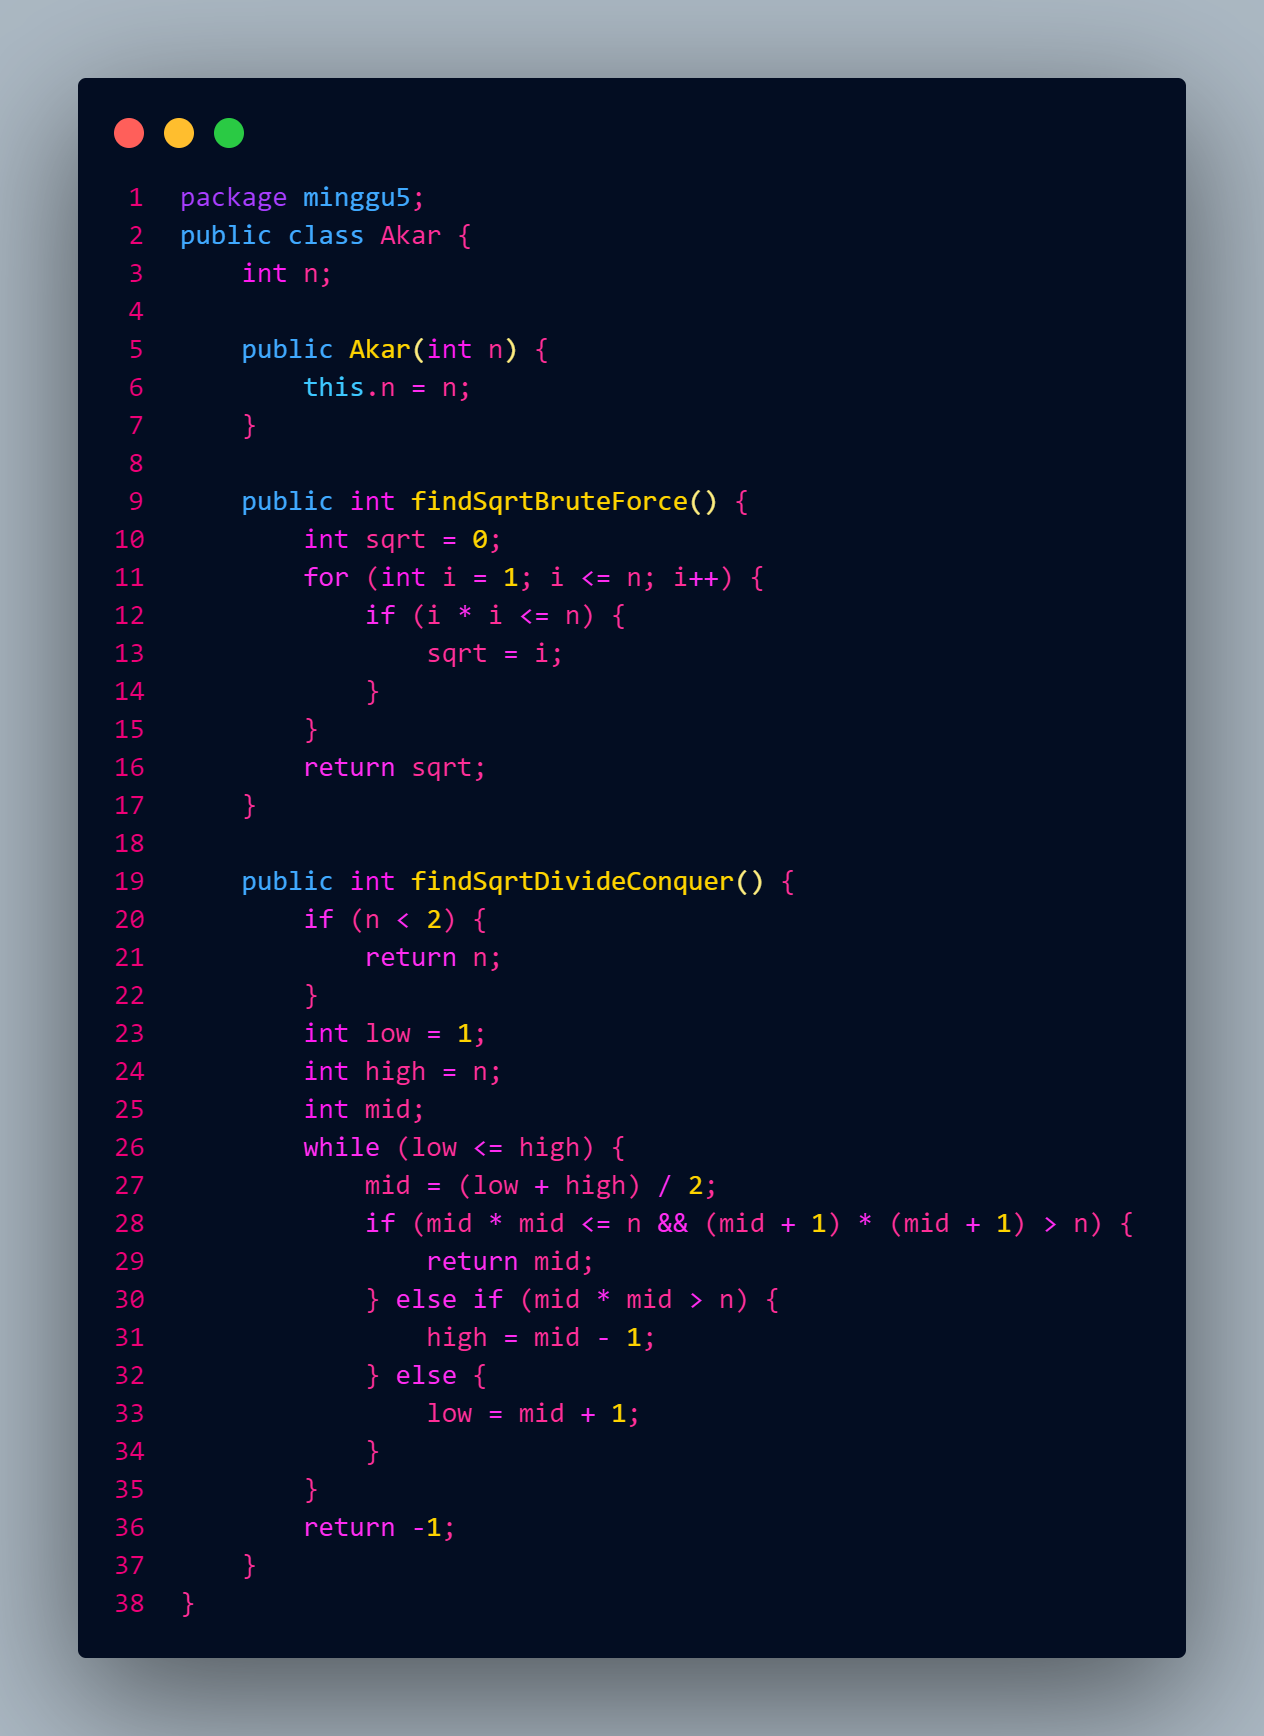 1 package minggu5;
2 public class Akar {
3     int n;
4
5     public Akar(int n) {
6         this.n = n;
7     }
8
9     public int findSqrtBruteForce() {
10         int sqrt = 0;
11         for (int i = 1; i <= n; i++) {
12             if (i * i <= n) {
13                 sqrt = i;
14             }
15         }
16         return sqrt;
17     }
18
19     public int findSqrtDivideConquer() {
20         if (n < 2) {
21             return n;
22         }
23         int low = 1;
24         int high = n;
25         int mid;
26         while (low <= high) {
27             mid = (low + high) / 2;
28             if (mid * mid <= n && (mid + 1) * (mid + 1) > n) {
29                 return mid;
30             } else if (mid * mid > n) {
31                 high = mid - 1;
32             } else {
33                 low = mid + 1;
34             }
35         }
36         return -1;
37     }
38 }